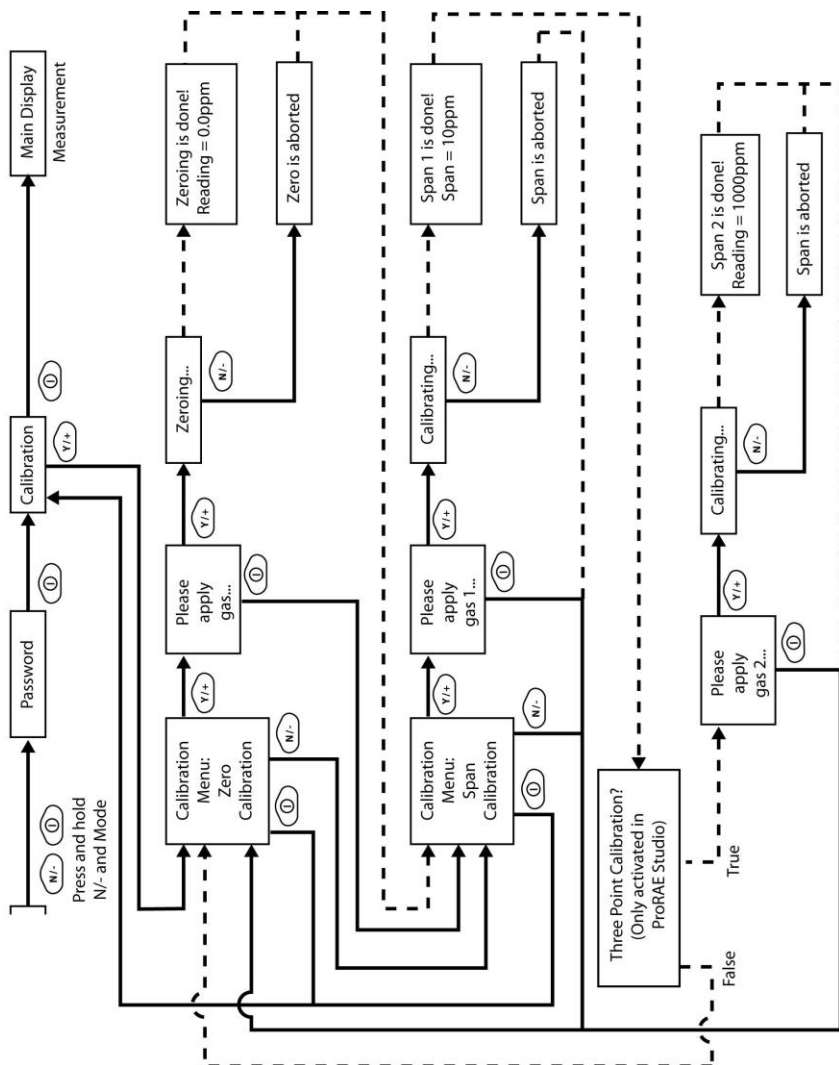 N/-
Press and hold
N/- and Mode
Password
Calibration
Y/+
Main Display
Measurement
Calibration
Menu:
Zero
Calibration
N/-
Y/+
Please
apply
gas...
Y/+
Zeroing...
N/-
Zeroing is done!
Reading = 0.0ppm
Zero is aborted
Calibration
Menu:
Span
Calibration
N/-
Y/+
Please
apply
gas 1...
Y/+
Calibrating...
N/-
Span 1 is done!
Span = 10ppm
Span is aborted
Three Point Calibration?
(Only activated in
ProRAE Studio)
False
True
Please
apply
gas 2...
Y/+
Calibrating...
N/-
Span 2 is done!
Reading = 1000ppm
Span is aborted